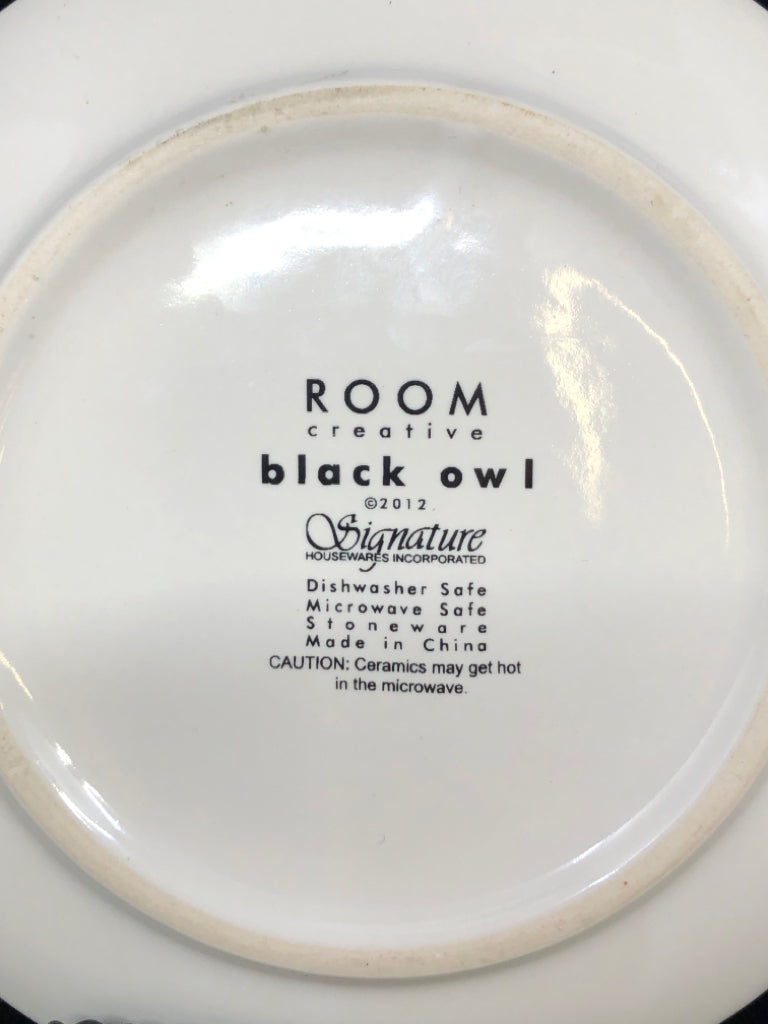 ROOM
creative
black owl
©2012
Signature
HOUSEWARES INCORPORATED
Dishwasher Safe
Microwave Safe
Stoneware
Made in China
CAUTION: Ceramics may get hot
in the microwave.